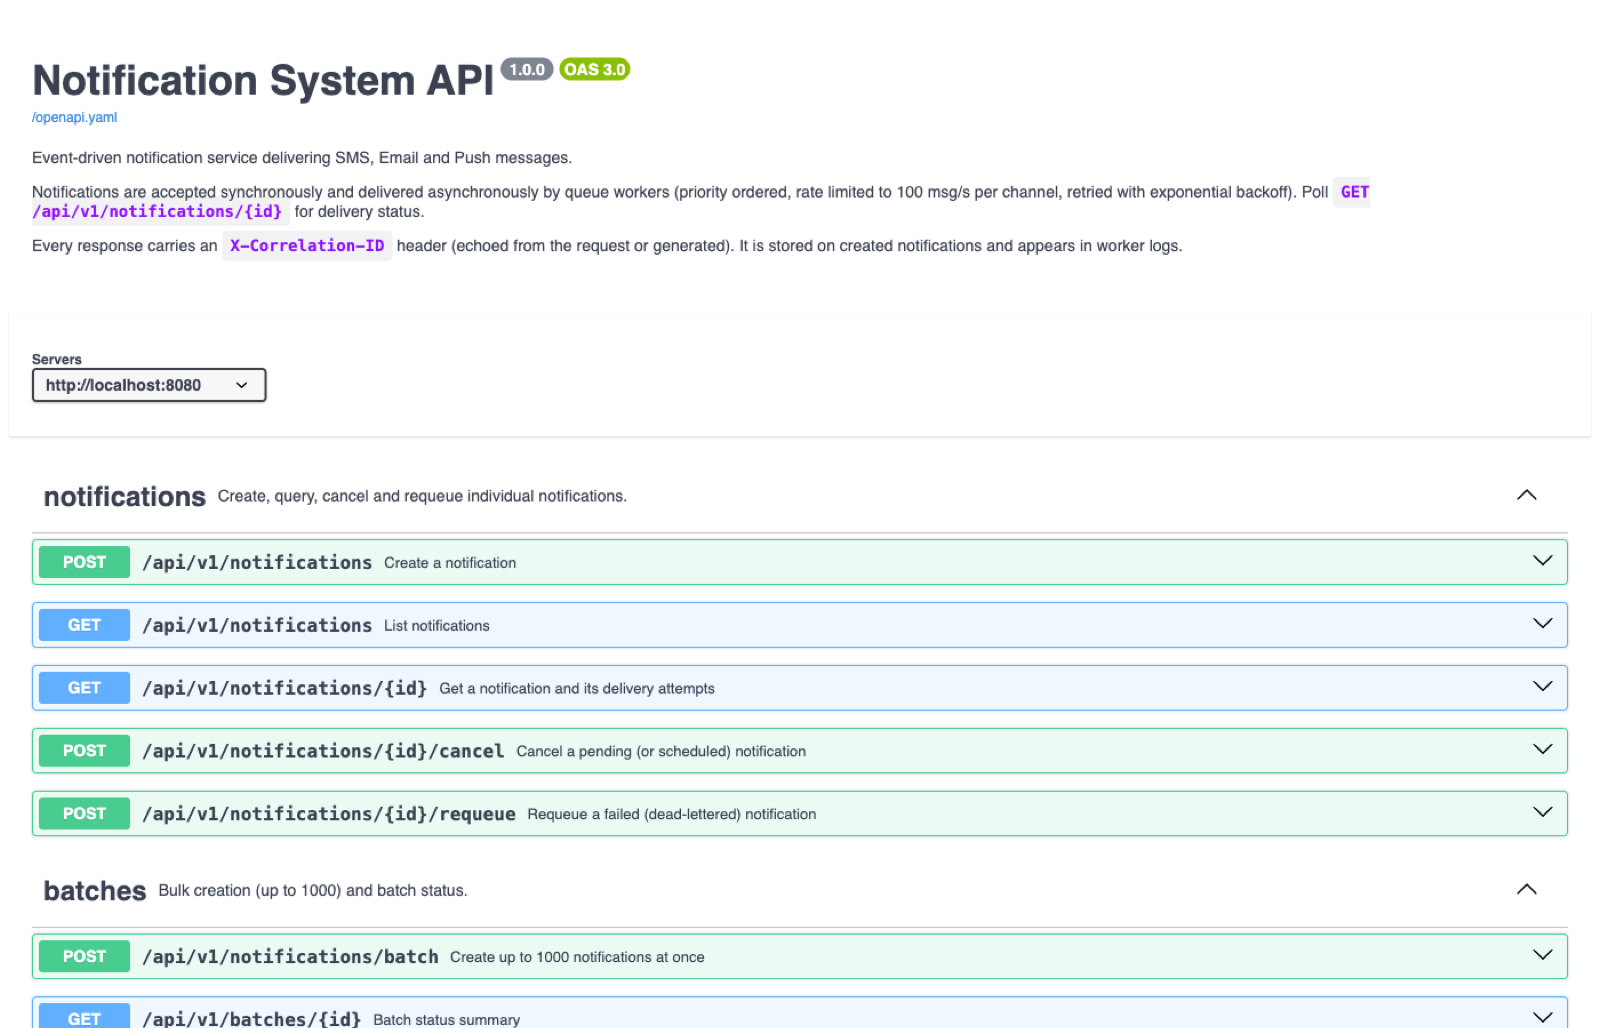 Notification System API 1.0.0 OAS 3.0
/openapi.yaml
Event-driven notification service delivering SMS, Email and Push messages.
Notifications are accepted synchronously and delivered asynchronously by queue workers (priority ordered, rate limited to 100 msg/s per channel, retried with exponential backoff). Poll GET
/api/v1/notifications/{id} for delivery status.
Every response carries an X-Correlation-ID header (echoed from the request or generated). It is stored on created notifications and appears in worker logs.
Servers
http://localhost:8080
notifications Create, query, cancel and requeue individual notifications.
POST /api/v1/notifications Create a notification
GET /api/v1/notifications List notifications
GET /api/v1/notifications/{id} Get a notification and its delivery attempts
POST /api/v1/notifications/{id}/cancel Cancel a pending (or scheduled) notification
POST /api/v1/notifications/{id}/requeue Requeue a failed (dead-lettered) notification
batches Bulk creation (up to 1000) and batch status.
POST /api/v1/notifications/batch Create up to 1000 notifications at once
GET /api/v1/batches/{id} Batch status summary